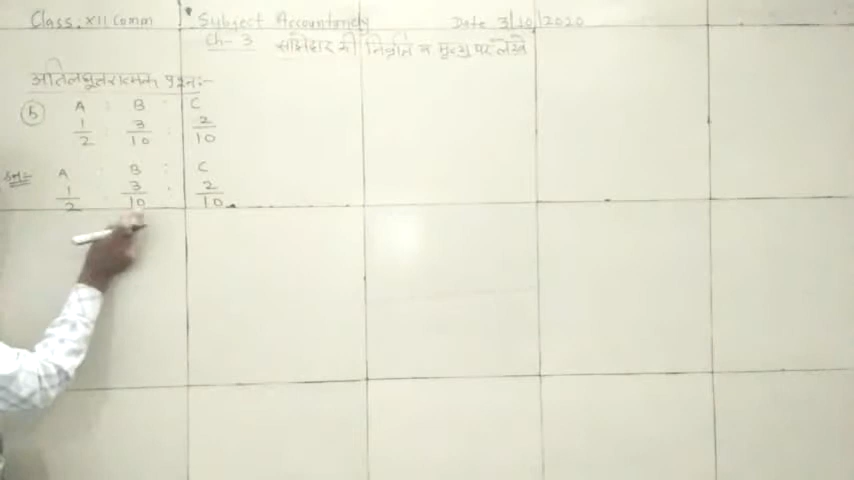 Class: XII Comm Subject Accountancy Date 3/10/2020
Ch- 3 साझेदार की निवृत्ति व मृत्यु पर लेखे
अतिलघूत्तरात्मक प्रश्न:-
5 A : B : C
1/2 : 3/10 : 2/10
A : B : C
1/2 : 3/10 : 2/10